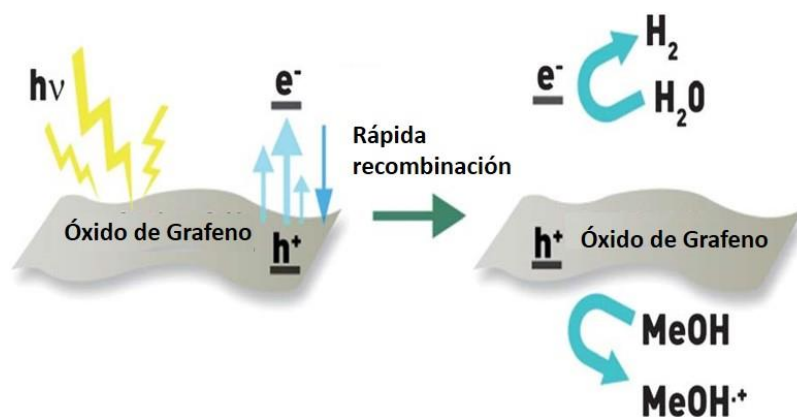 hν
e-
Rápida
recombinación
Óxido de Grafeno
h+
e-
H2
H2O
h+
Óxido de Grafeno
MeOH
MeOH·+